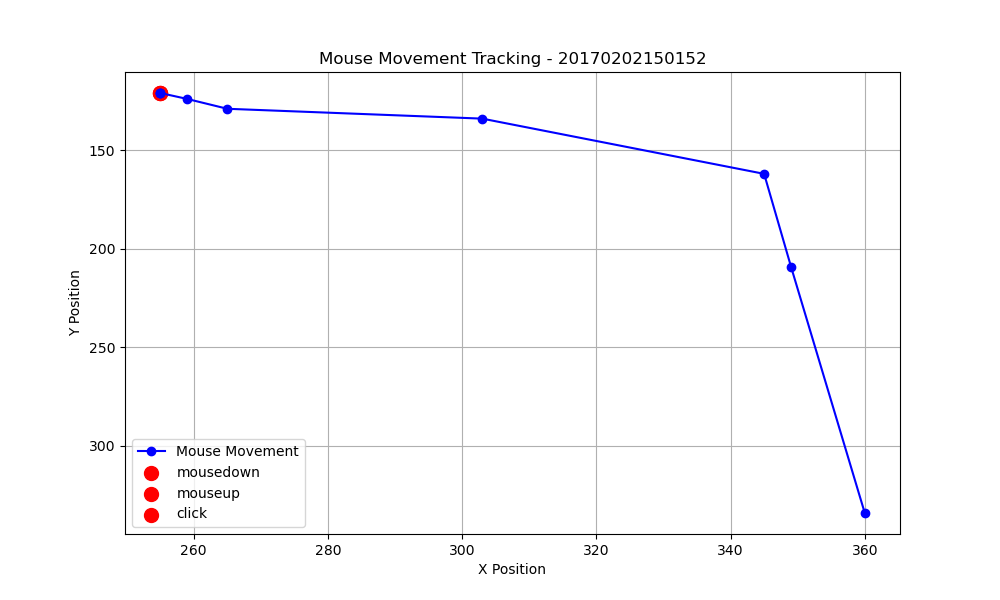 Mouse Movement Tracking - 20170202150152
150
200
250
300
Y Position
Mouse Movement
mousedown
mouseup
click
260 280 300 320 340 360
X Position